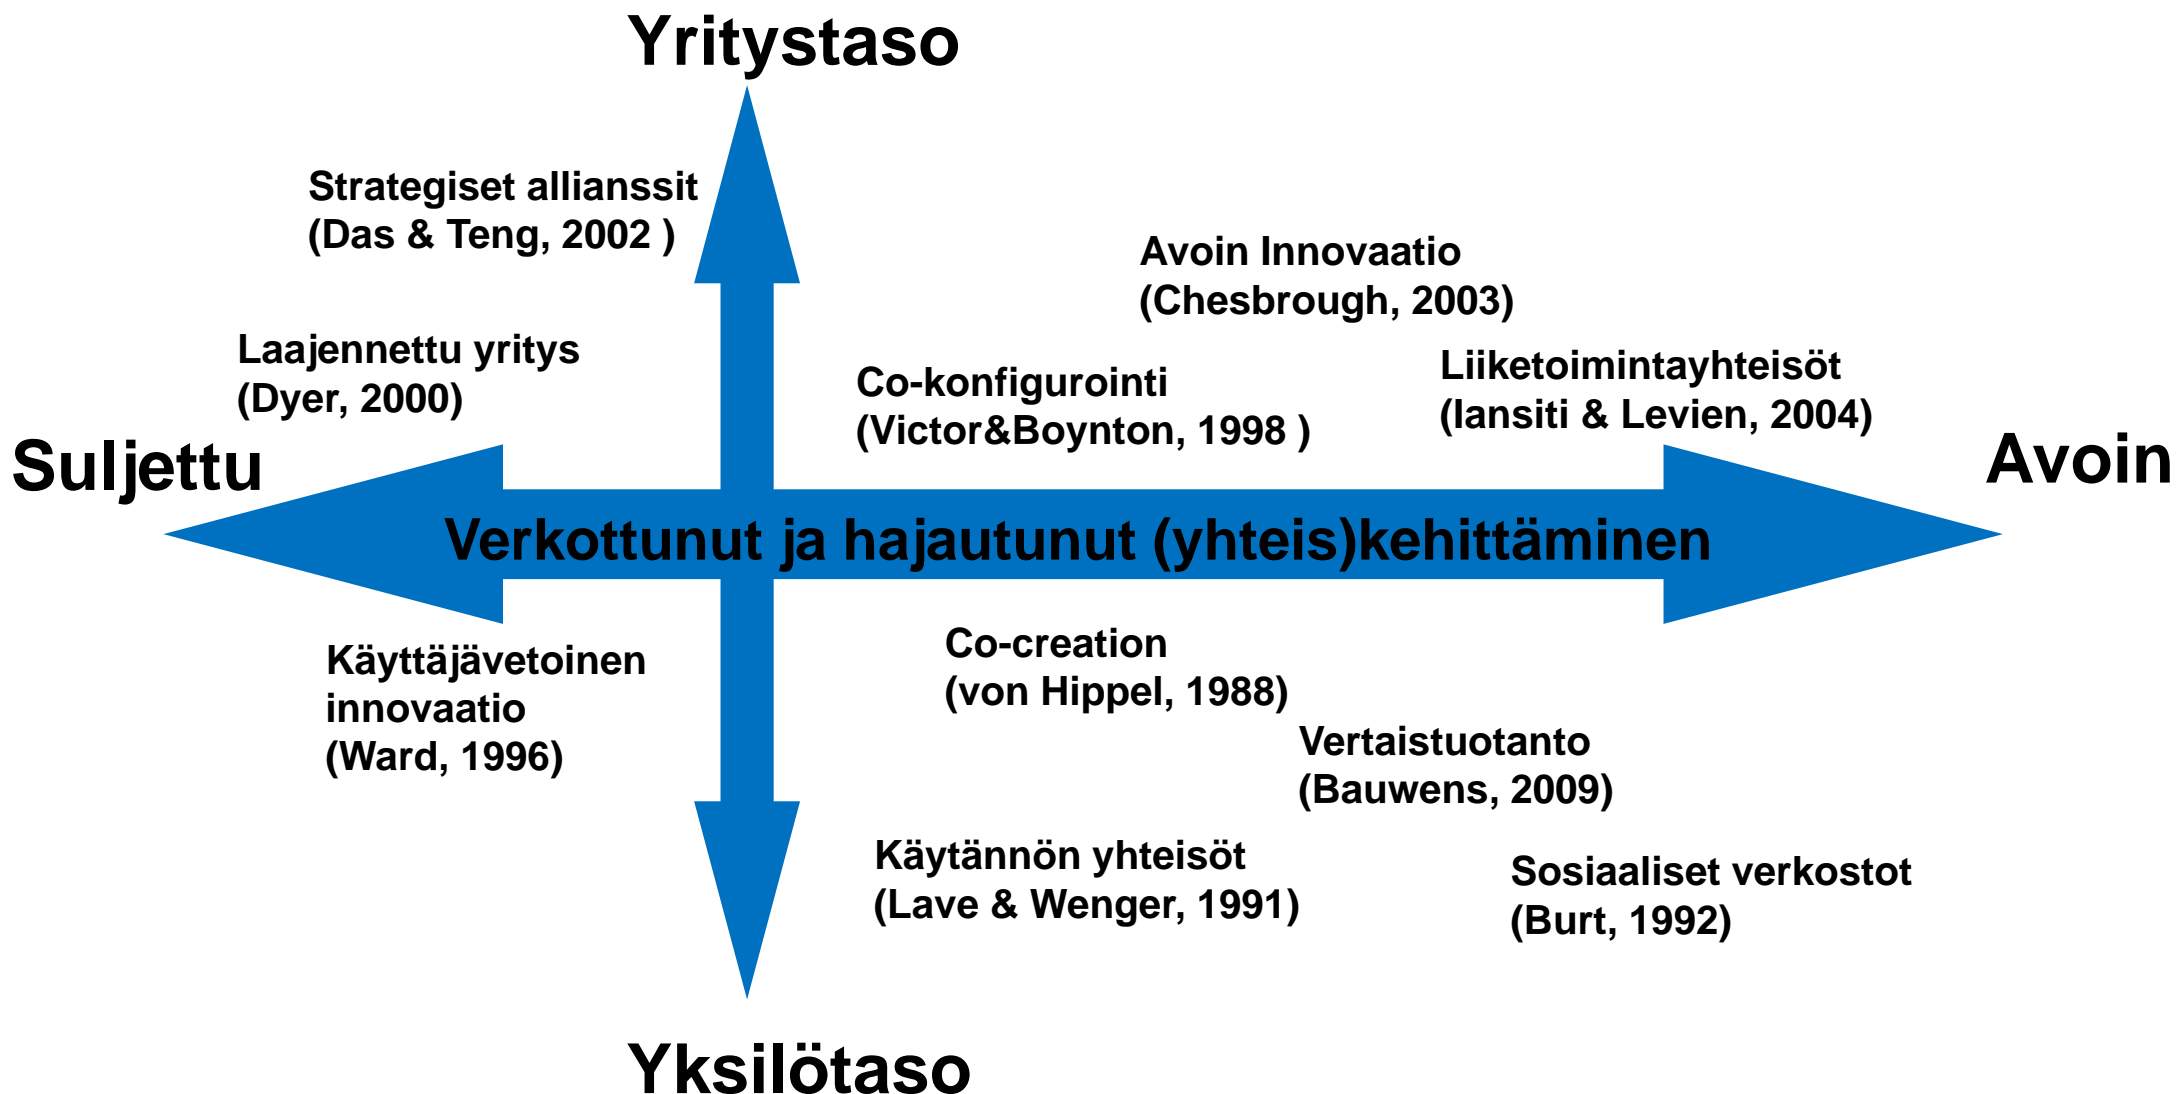 Yritystaso
Strategiset allianssit
(Das & Teng, 2002 )
Avoin Innovaatio
(Chesbrough, 2003)
Laajennettu yritys
(Dyer, 2000)
Co-konfigurointi
(Victor&Boynton, 1998 )
Liiketoimintayhteisöt
(Iansiti & Levien, 2004)
Suljettu
Avoin
Verkottunut ja hajautunut (yhteis)kehittäminen
Käyttäjävetoinen
innovaatio
(Ward, 1996)
Co-creation
(von Hippel, 1988)
Vertaistuotanto
(Bauwens, 2009)
Käytännön yhteisöt
(Lave & Wenger, 1991)
Sosiaaliset verkostot
(Burt, 1992)
Yksilötaso